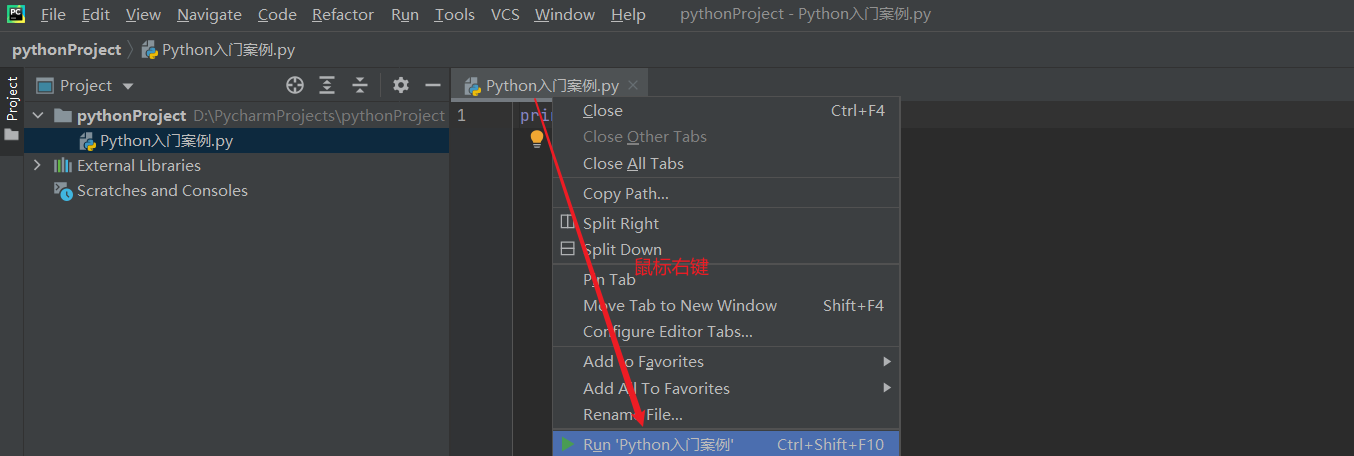 PC File Edit View Navigate Code Refactor Run Tools VCS Window Help pythonProject - Python入门案例.py
pythonProject Python入门案例.py
Project
Project
Python入门案例.py
pythonProject D:\PycharmProjects\pythonProject
Python入门案例.py
External Libraries
Scratches and Consoles
1
Close Ctrl+F4
Close Other Tabs
Close All Tabs
Copy Path...
Split Right
Split Down
鼠标右键
Pin Tab
Move Tab to New Window Shift+F4
Configure Editor Tabs...
Add To Favorites
Add All To Favorites
Rename File...
Run 'Python入门案例' Ctrl+Shift+F10